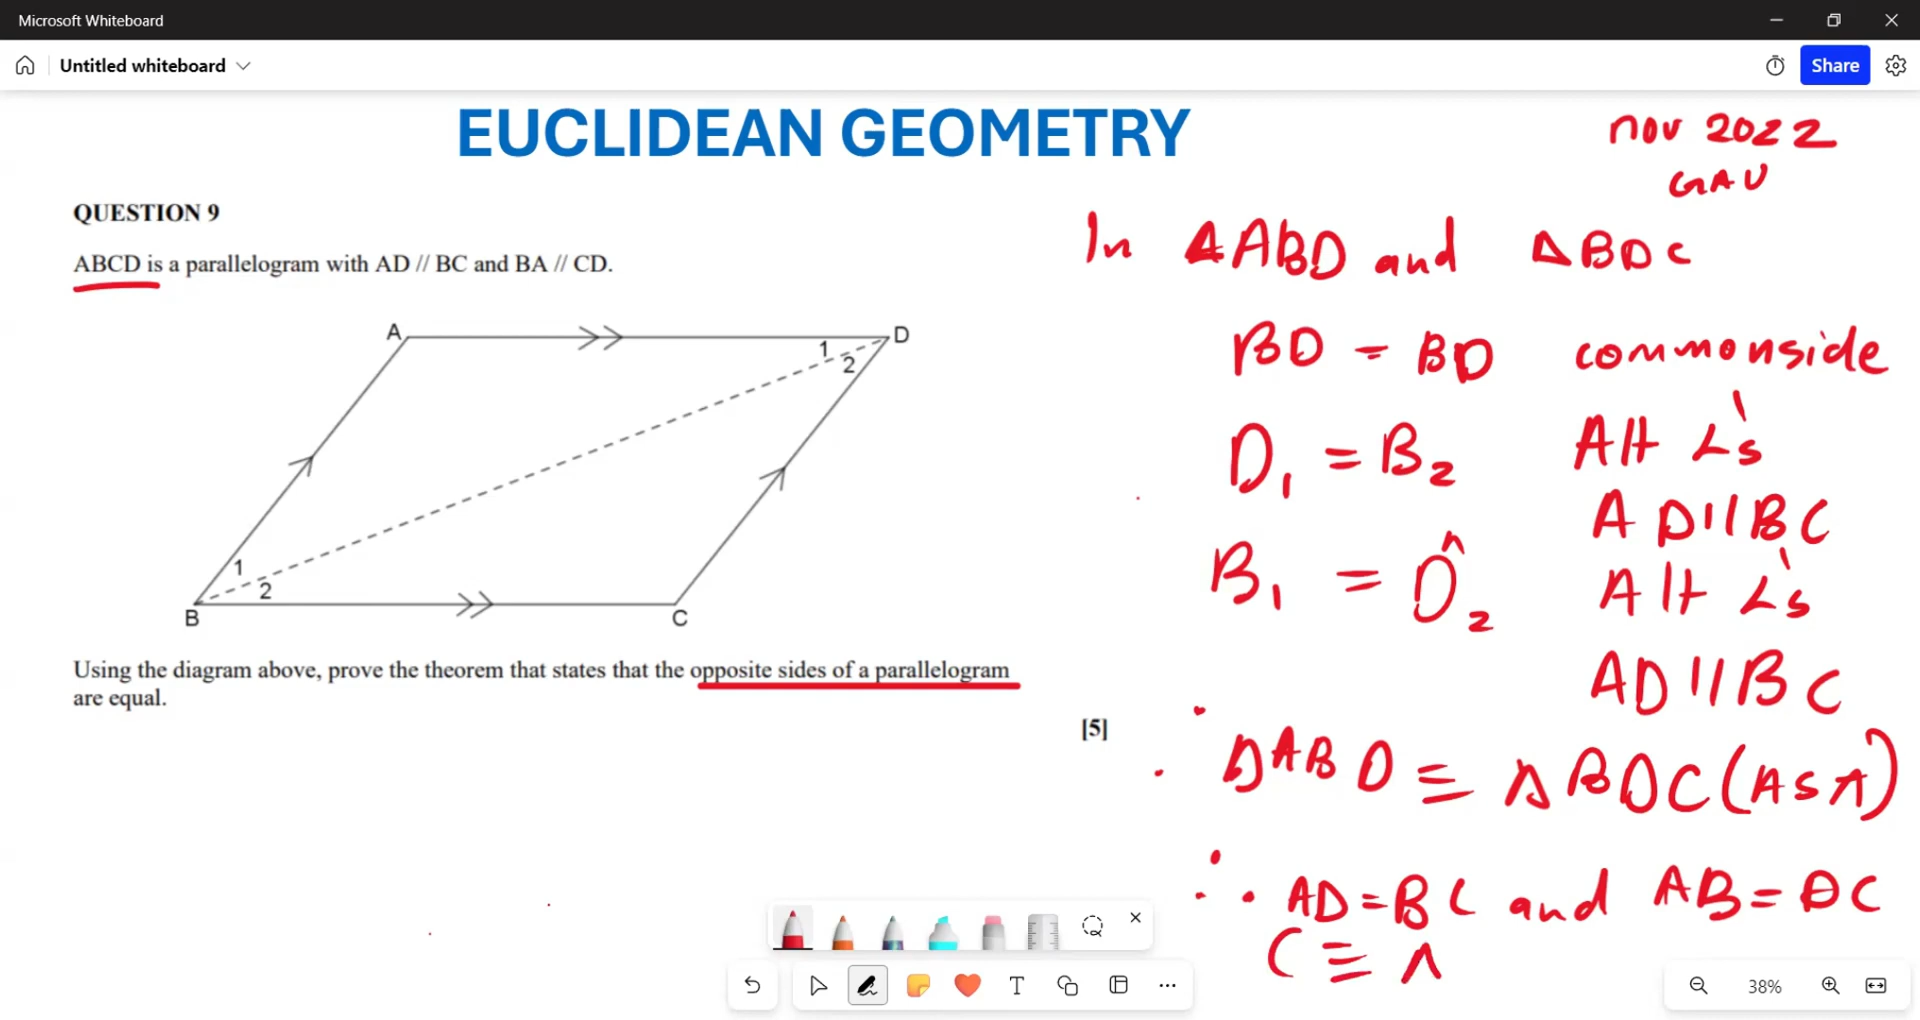 Microsoft Whiteboard
Untitled whiteboard
Share
EUCLIDEAN GEOMETRY
nov 2022
GAU
QUESTION 9
ABCD is a parallelogram with AD // BC and BA // CD.
A
D
1
2
1
2
B
C
Using the diagram above, prove the theorem that states that the opposite sides of a parallelogram
are equal.
[5]
In ΔABD and ΔBDC
BD = BD common side
D₁ = B₂ Alt ∠'s
AD // BC
B₁ = D̂₂ Alt ∠'s
AD // BC
∴ ΔABD ≡ ΔBDC (ASA)
∴ AD = BC and AB = DC
(≡ Δ
T
38%